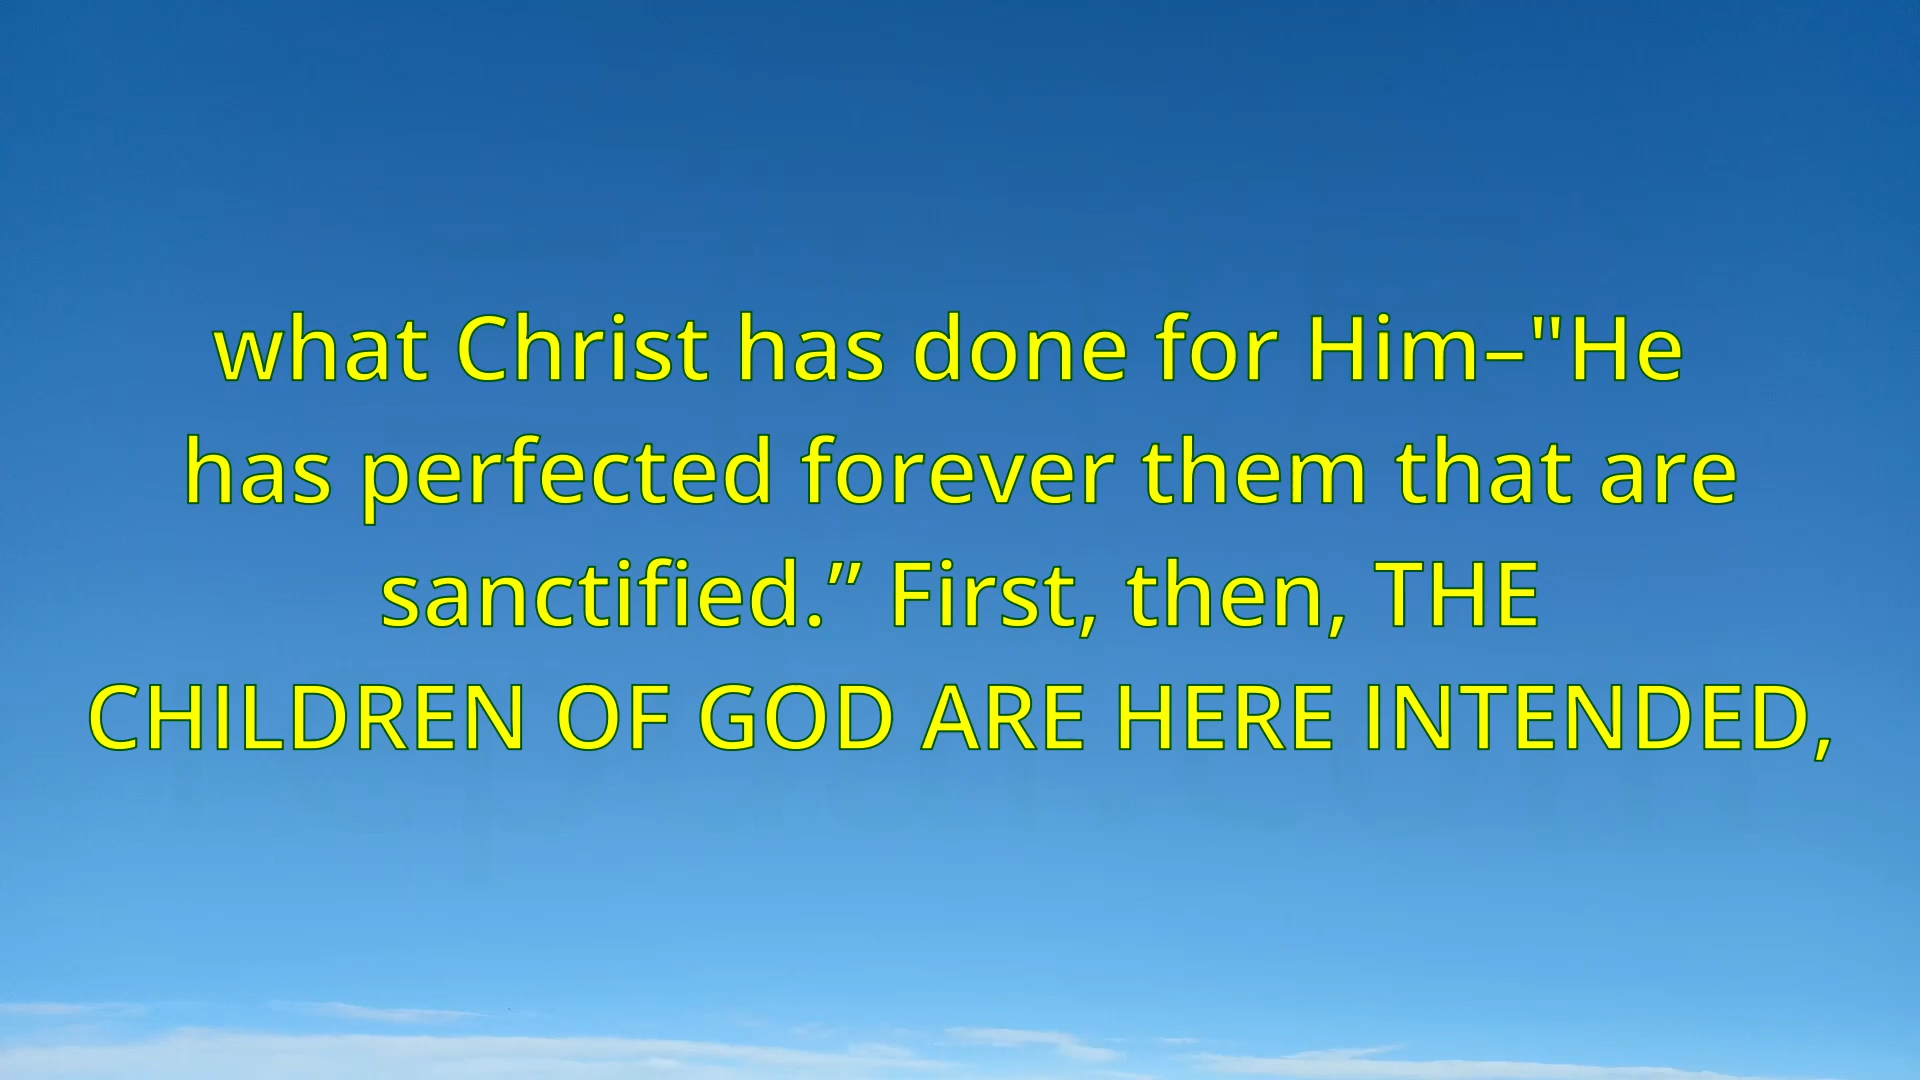 what Christ has done for Him–"He
has perfected forever them that are
sanctified.” First, then, THE
CHILDREN OF GOD ARE HERE INTENDED,